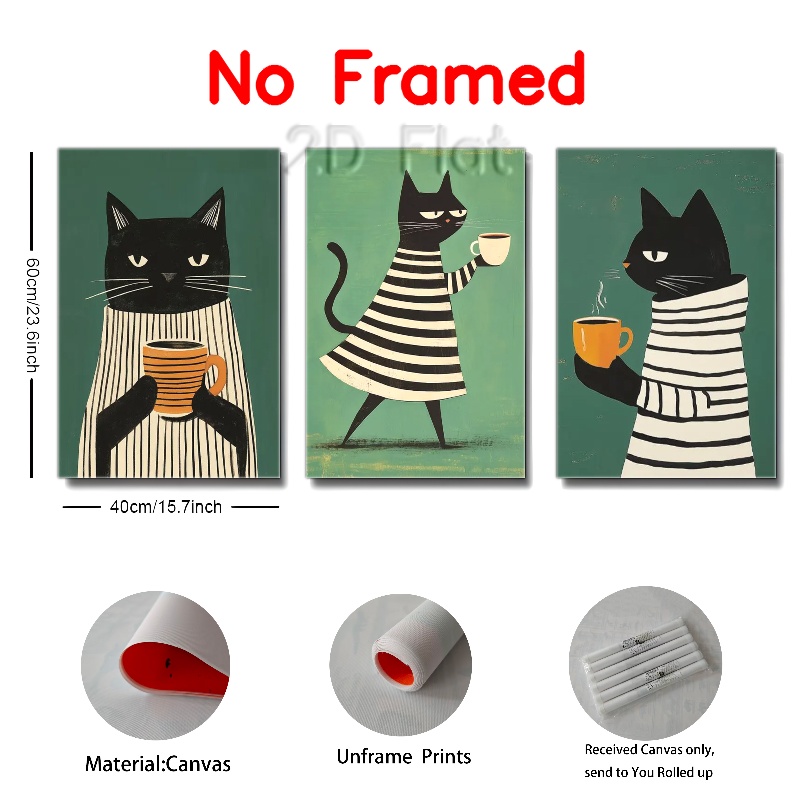 No Framed
2D Flat
60cm/23.6inch
40cm/15.7inch
Material:Canvas
Unframe Prints
Received Canvas only,
send to You Rolled up